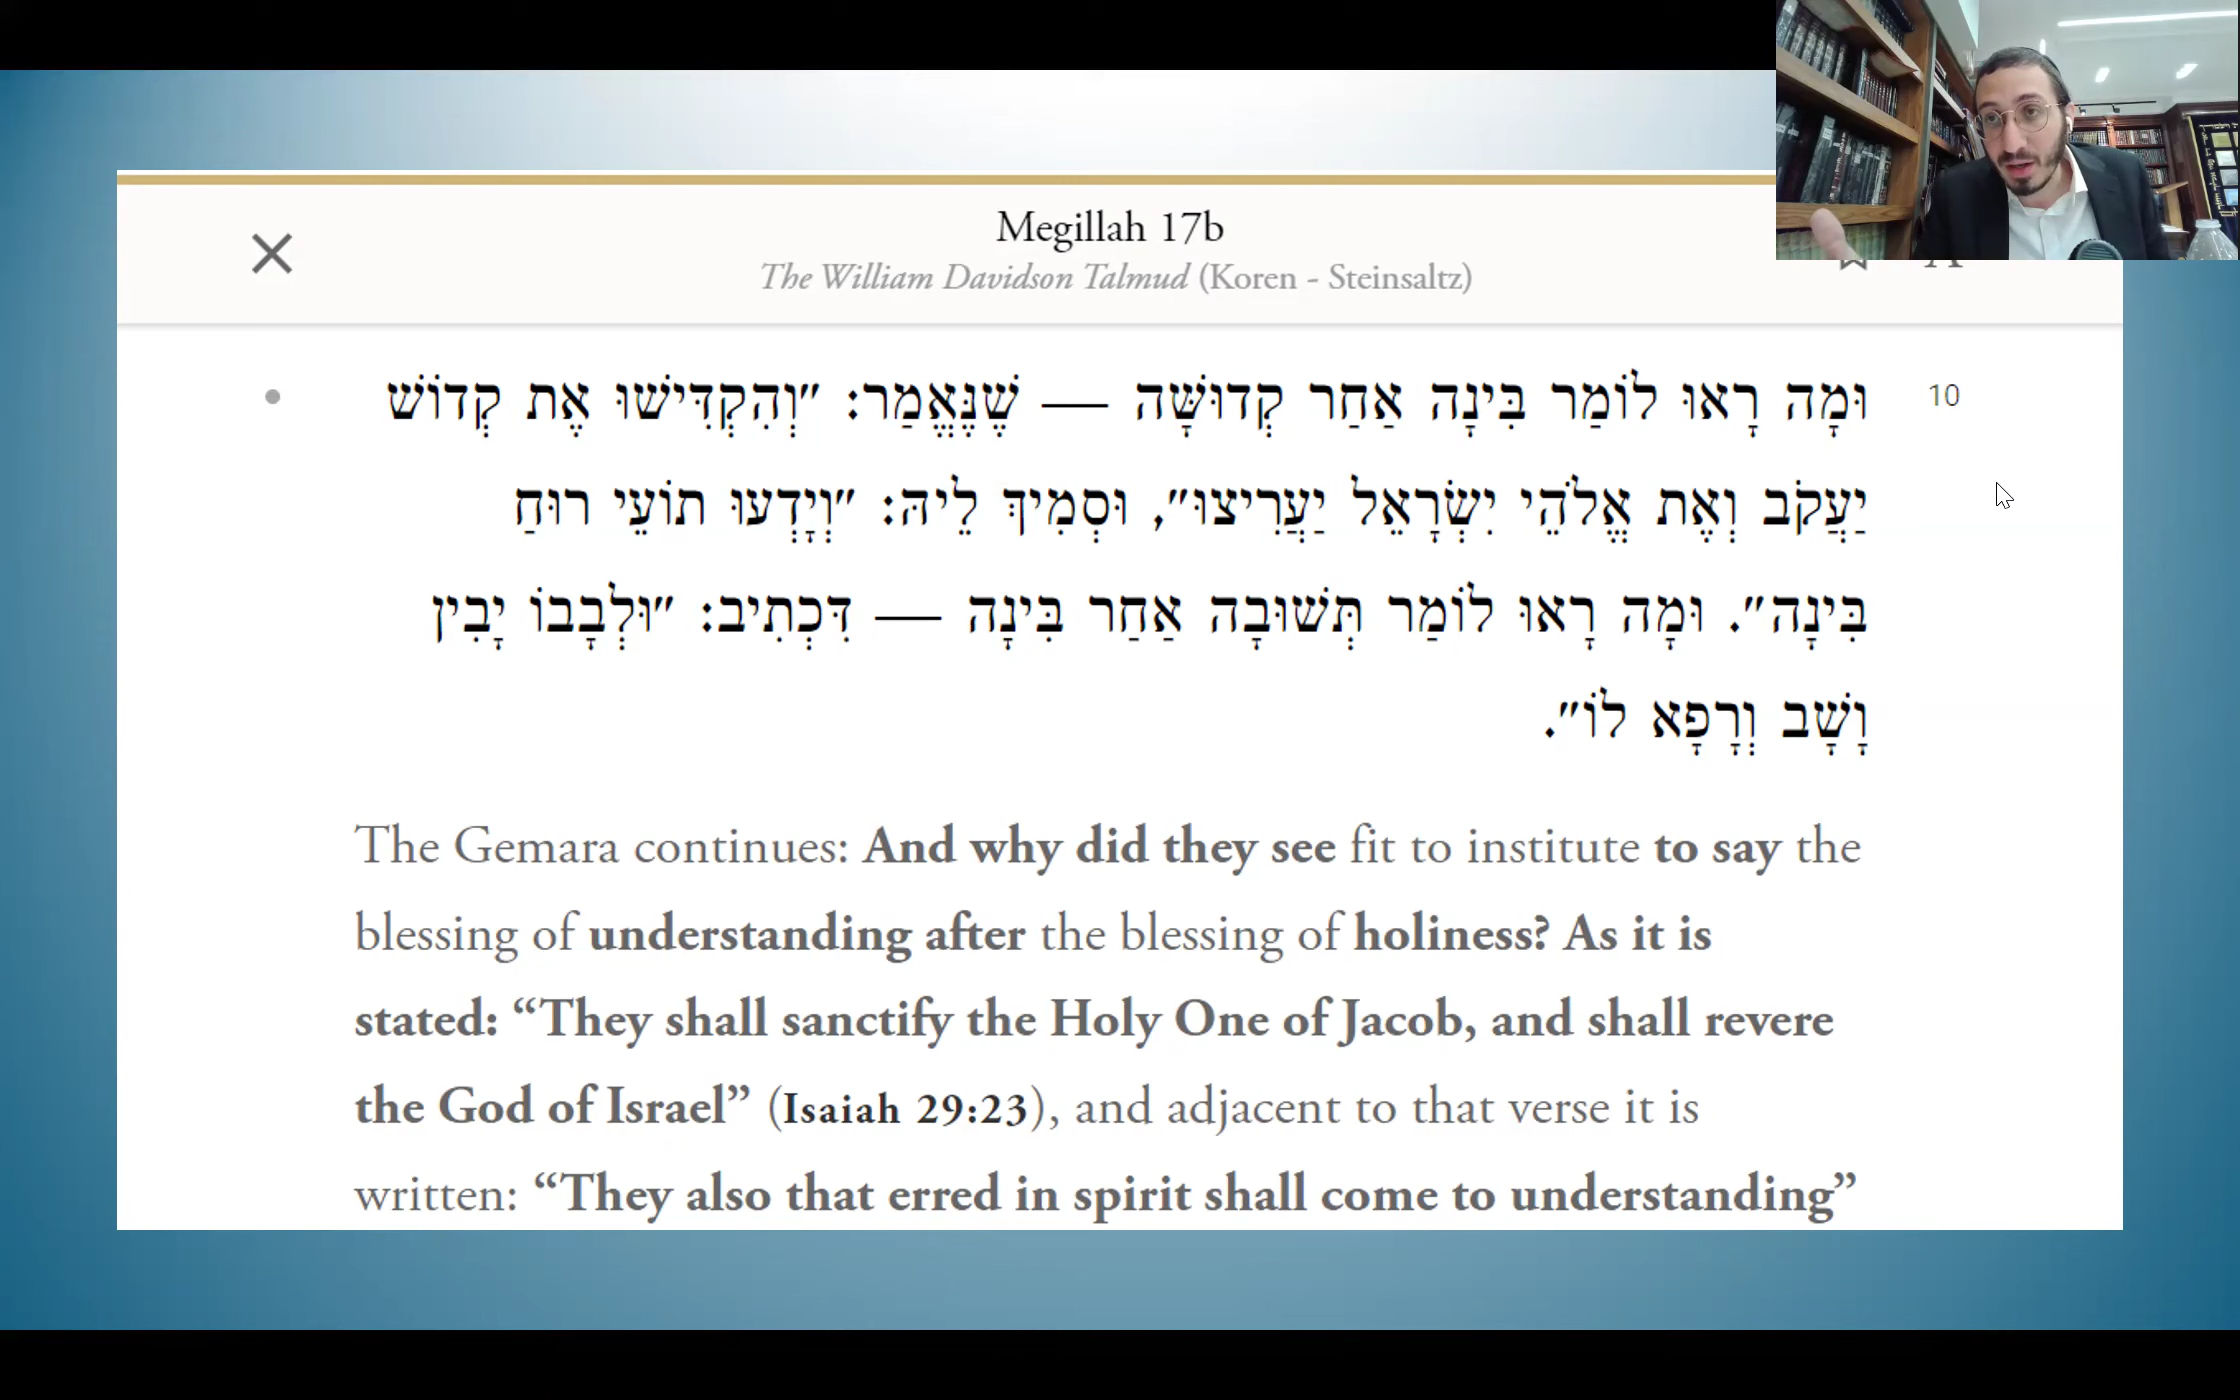 Megillah 17b
The William Davidson Talmud (Koren - Steinsaltz)
10
וּמָה רָאוּ לוֹמַר בִּינָה אַחַר קְדוּשָּׁה — שֶׁנֶּאֱמַר: ״וְהִקְדִּישׁוּ אֶת קְדוֹשׁ
יַעֲקֹב וְאֶת אֱלֹהֵי יִשְׂרָאֵל יַעֲרִיצוּ״, וּסְמִיךְ לֵיהּ: ״וְיָדְעוּ תוֹעֵי רוּחַ
בִּינָה״. וּמָה רָאוּ לוֹמַר תְּשׁוּבָה אַחַר בִּינָה — דִּכְתִיב: ״וּלְבָבוֹ יָבִין
וָשָׁב וְרָפָא לוֹ״.
The Gemara continues: And why did they see fit to institute to say the
blessing of understanding after the blessing of holiness? As it is
stated: “They shall sanctify the Holy One of Jacob, and shall revere
the God of Israel” (Isaiah 29:23), and adjacent to that verse it is
written: “They also that erred in spirit shall come to understanding”